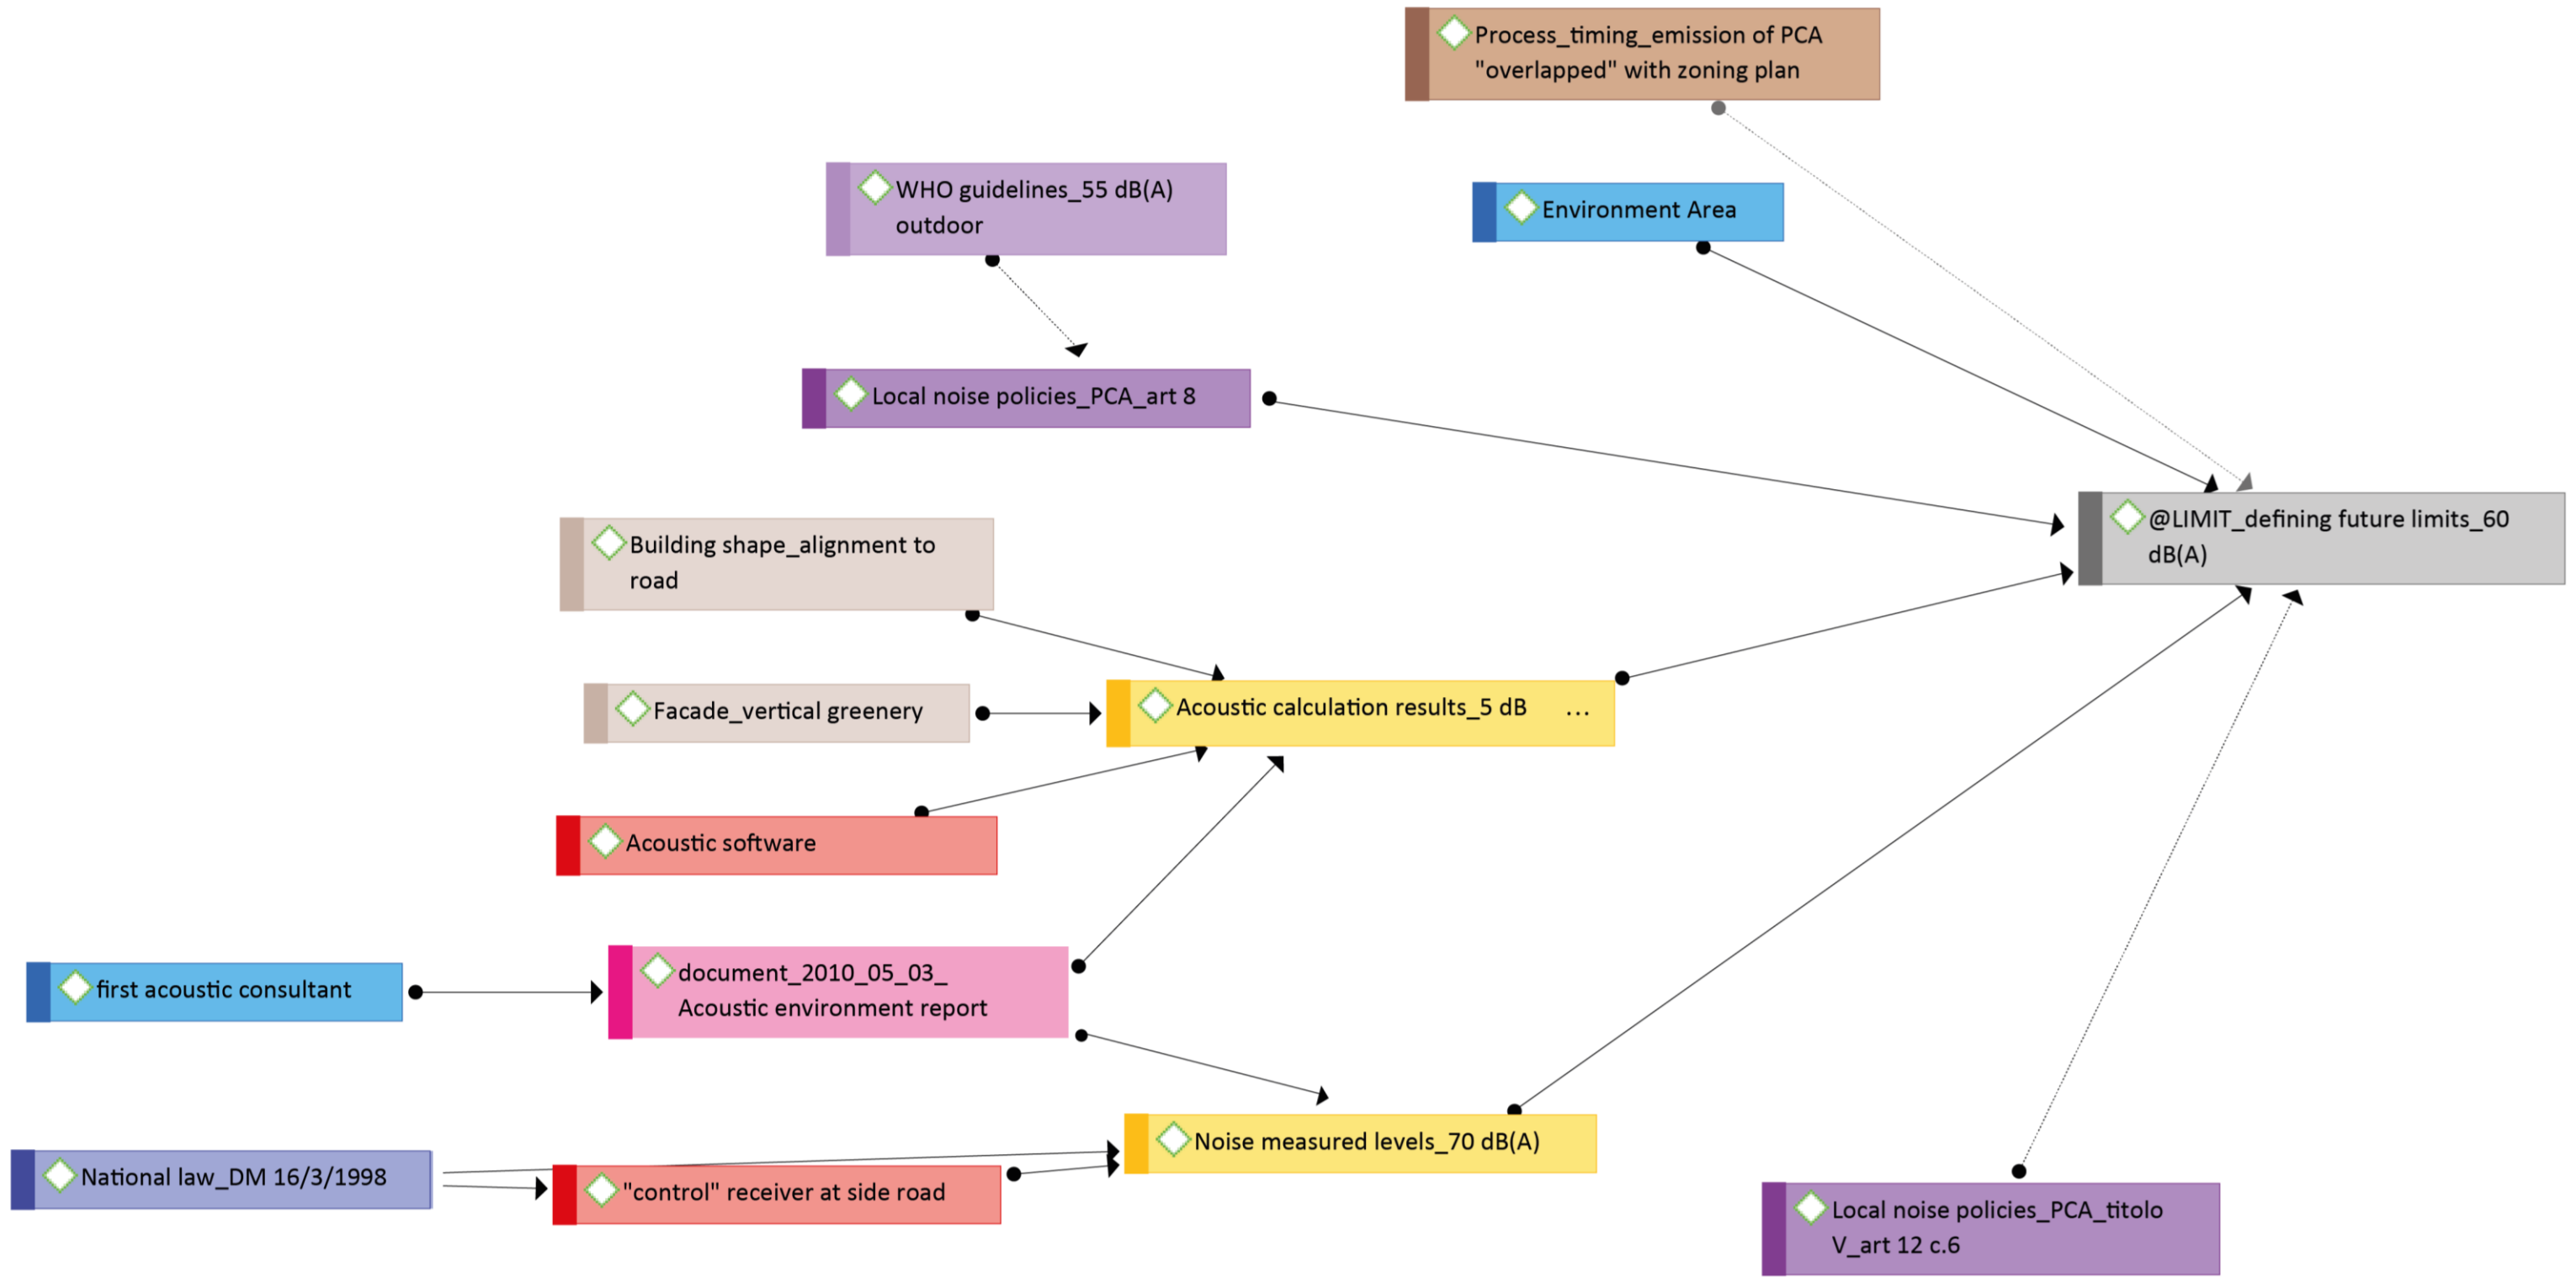 Process_timing_emission of PCA
"overlapped" with zoning plan
WHO guidelines_55 dB(A)
outdoor
Environment Area
Local noise policies_PCA_art 8
@LIMIT_defining future limits_60
dB(A)
Building shape_alignment to
road
Facade_vertical greenery
Acoustic calculation results_5 dB ...
Acoustic software
first acoustic consultant
document_2010_05_03_
Acoustic environment report
Noise measured levels_70 dB(A)
National law_DM 16/3/1998
"control" receiver at side road
Local noise policies_PCA_titolo
V_art 12 c.6